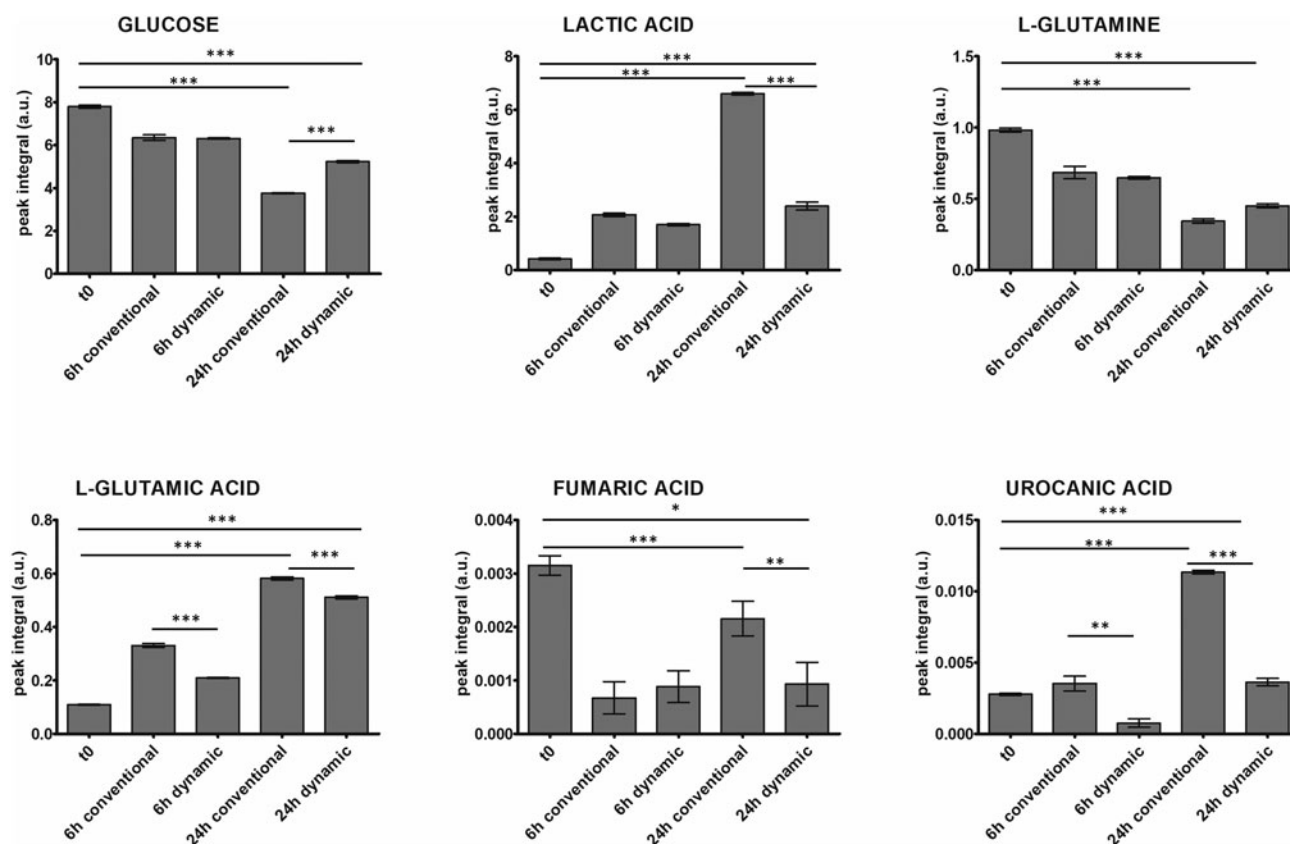 GLUCOSE
peak integral (a.u.)
10
8
6
4
2
0
***
***
***
t0
6h conventional
6h dynamic
24h conventional
24h dynamic
LACTIC ACID
peak integral (a.u.)
8
6
4
2
0
***
***
***
t0
6h conventional
6h dynamic
24h conventional
24h dynamic
L-GLUTAMINE
peak integral (a.u.)
1.5
1.0
0.5
0.0
***
***
t0
6h conventional
6h dynamic
24h conventional
24h dynamic
L-GLUTAMIC ACID
peak integral (a.u.)
0.8
0.6
0.4
0.2
0.0
***
***
***
***
t0
6h conventional
6h dynamic
24h conventional
24h dynamic
FUMARIC ACID
peak integral (a.u.)
0.004
0.003
0.002
0.001
0.000
*
***
**
t0
6h conventional
6h dynamic
24h conventional
24h dynamic
UROCANIC ACID
peak integral (a.u.)
0.015
0.010
0.005
0.000
***
***
***
**
t0
6h conventional
6h dynamic
24h conventional
24h dynamic